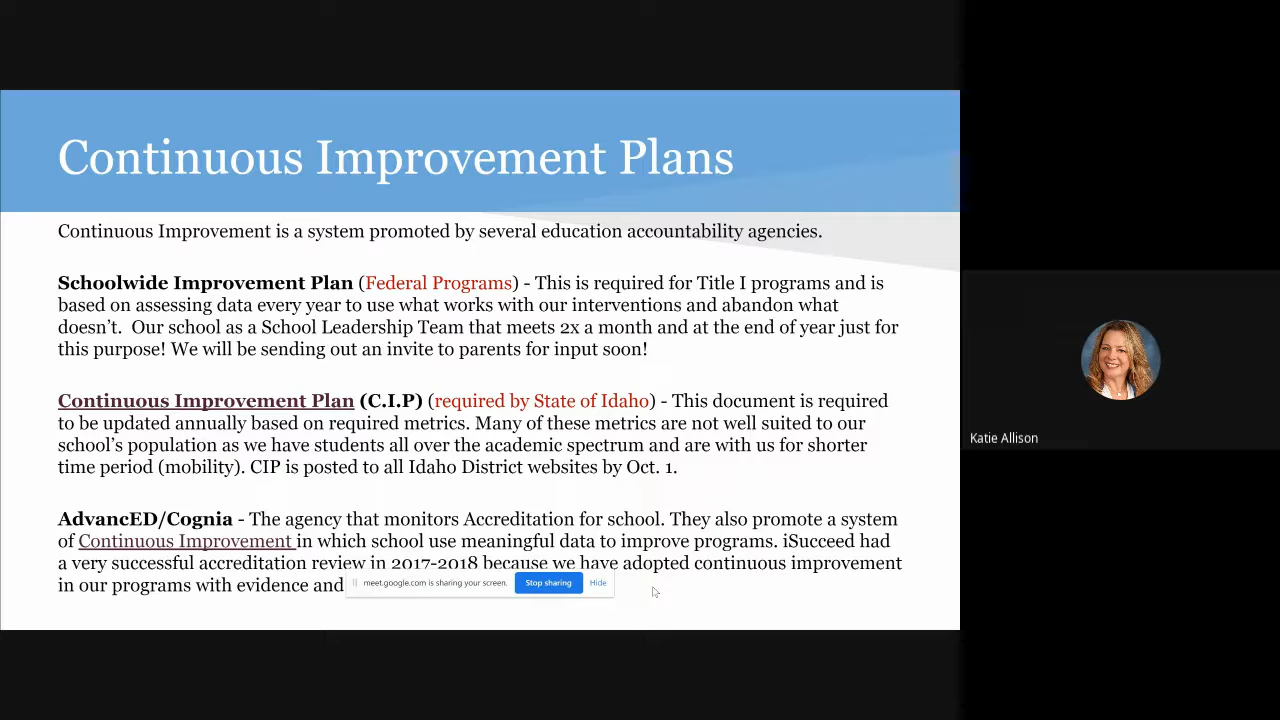 Continuous Improvement Plans
Continuous Improvement is a system promoted by several education accountability agencies.
Schoolwide Improvement Plan (Federal Programs) - This is required for Title I programs and is
based on assessing data every year to use what works with our interventions and abandon what
doesn't.  Our school as a School Leadership Team that meets 2x a month and at the end of year just for
this purpose! We will be sending out an invite to parents for input soon!
Continuous Improvement Plan (C.I.P) (required by State of Idaho) - This document is required
to be updated annually based on required metrics. Many of these metrics are not well suited to our
school's population as we have students all over the academic spectrum and are with us for shorter
time period (mobility). CIP is posted to all Idaho District websites by Oct. 1.
AdvancED/Cognia - The agency that monitors Accreditation for school. They also promote a system
of Continuous Improvement in which school use meaningful data to improve programs. iSucceed had
a very successful accreditation review in 2017-2018 because we have adopted continuous improvement
in our programs with evidence and
meet.google.com is sharing your screen. Stop sharing Hide
Katie Allison